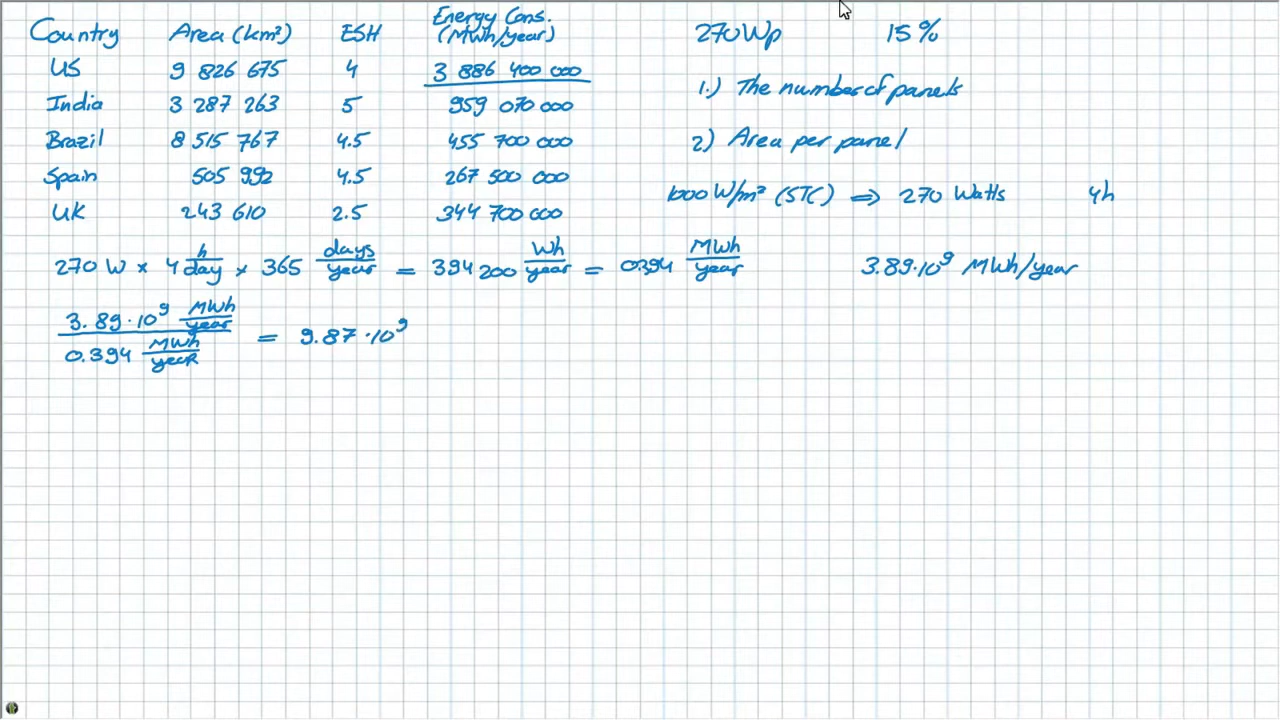 Country Area (km²) ESH Energy Cons. (MWh/year) 270 Wp 15%
US 9 826 675 4 3 886 400 000
1.) The number of panels
India 3 287 263 5 959 070 000
Brazil 8 515 767 4.5 455 700 000
2) Area per panel
Spain 505 992 4.5 267 500 000
1000 W/m² (STC) ⇒ 270 Watts 4h
UK 243 610 2.5 344 700 000
270 W × 4 h/day × 365 days/year = 394 200 Wh/year = 0.394 MWh/year 3.89·10⁹ MWh/year
3.89·10⁹ MWh/year
0.394 MWh/year = 9.87·10⁹